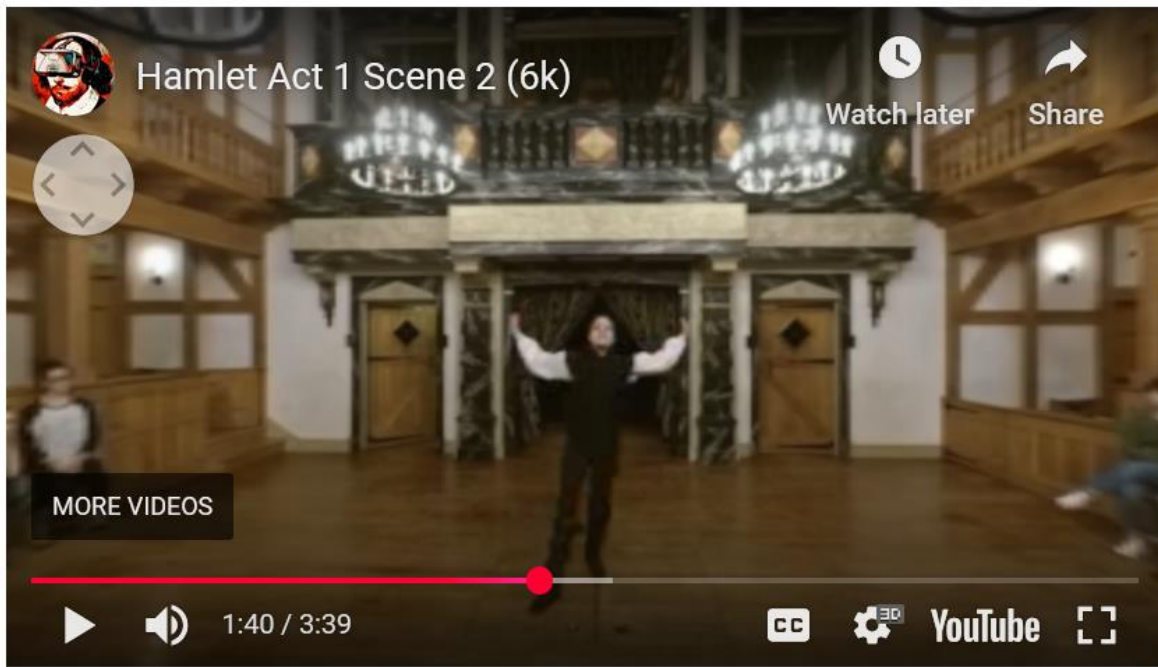 Hamlet Act 1 Scene 2 (6k)
Watch later
Share
MORE VIDEOS
1:40 / 3:39
CC
3D
YouTube